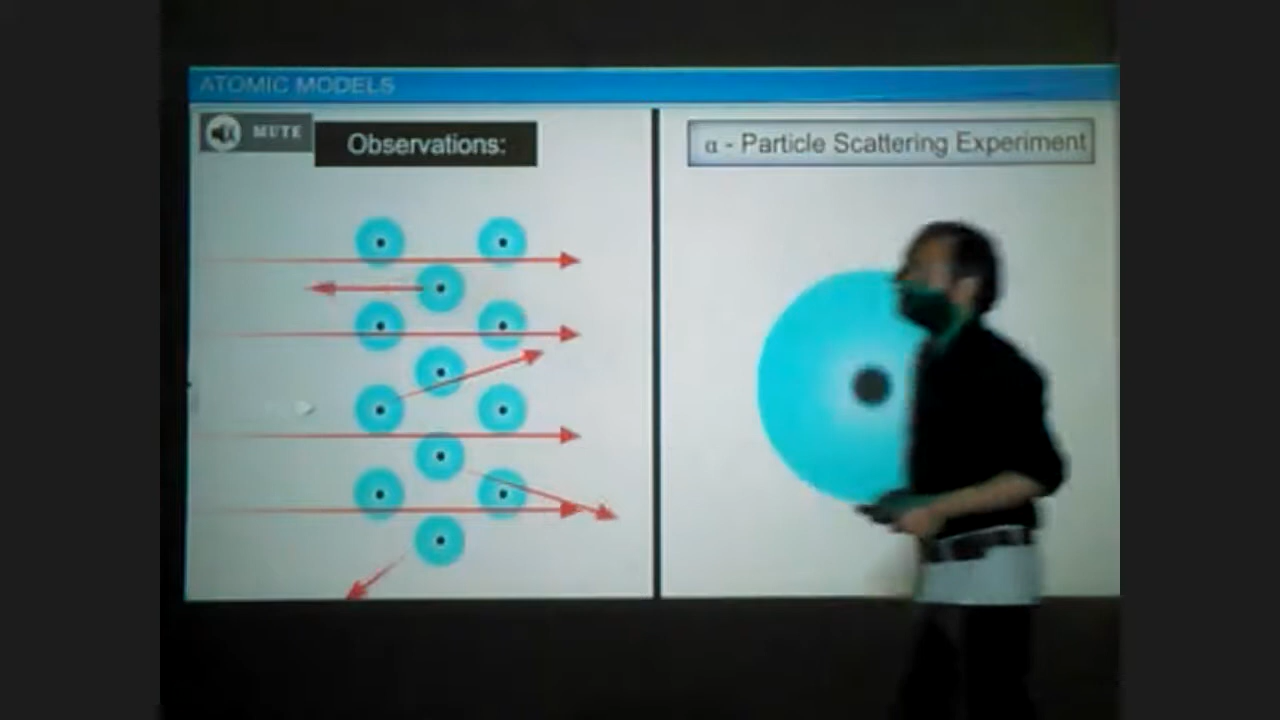 ATOMIC MODELS
MUTE
Observations:
α - Particle Scattering Experiment